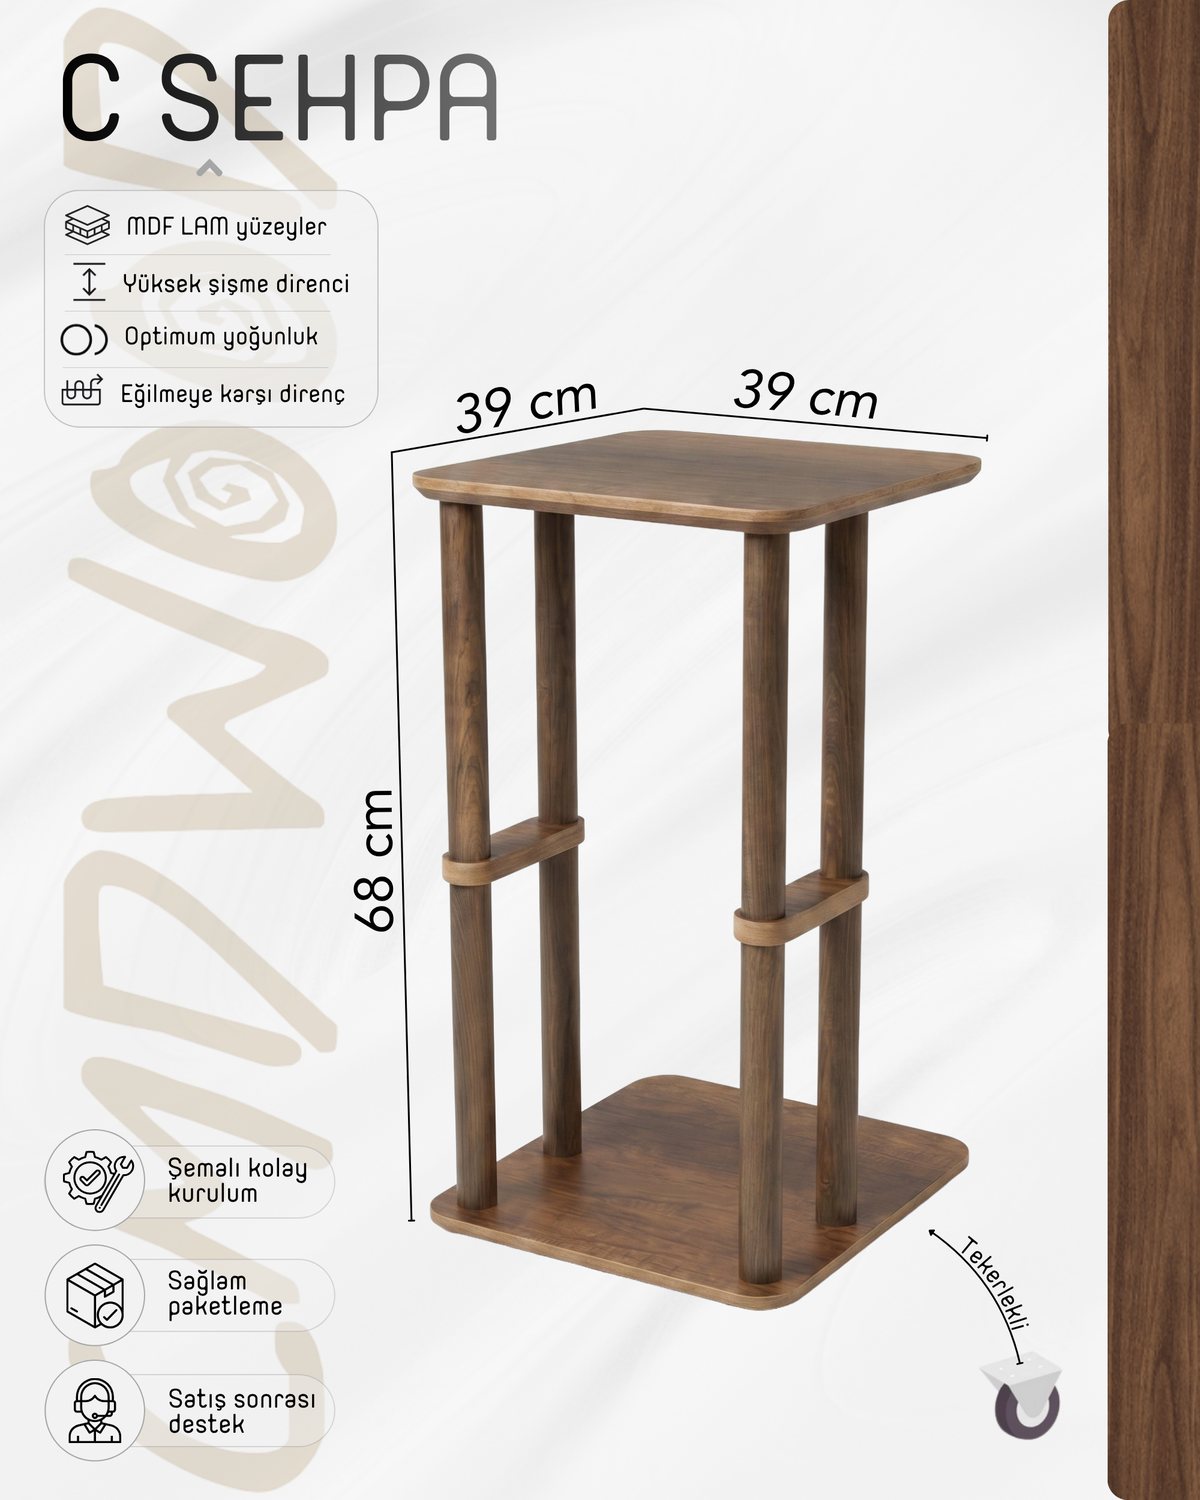 C SEHPA
MDF LAM yüzeyler
Yüksek şişme direnci
Optimum yoğunluk
Eğilmeye karşı direnç
39 cm
39 cm
68 cm
Şemalı kolay
kurulum
Sağlam
paketleme
Satış sonrası
destek
Tekerlekli